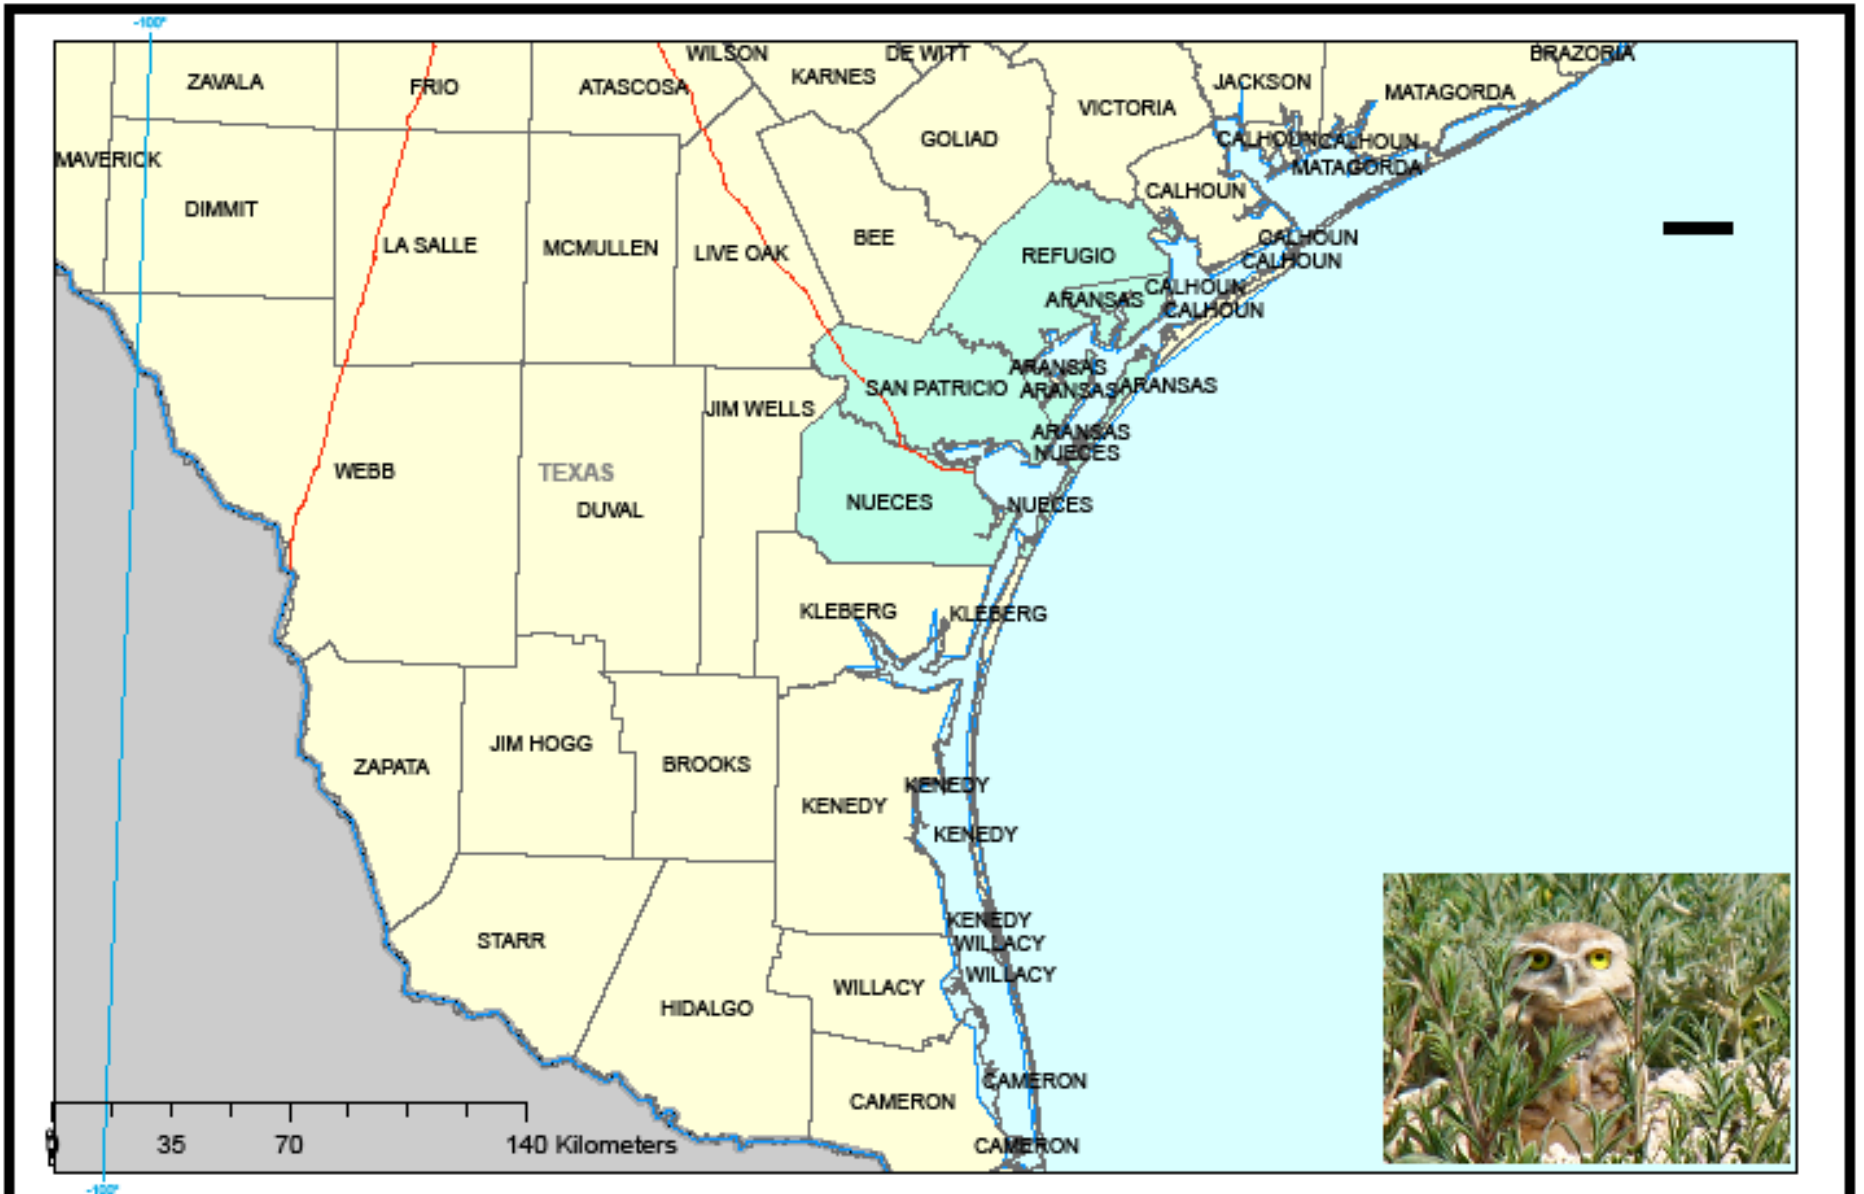 -100°
WILSON
DE WITT
BRAZORIA
ZAVALA
FRIO
ATASCOSA
KARNES
JACKSON
MATAGORDA
VICTORIA
GOLIAD
CALHOUN
CALHOUN
MAVERICK
MATAGORDA
CALHOUN
DIMMIT
BEE
CALHOUN
LA SALLE
MCMULLEN
LIVE OAK
REFUGIO
CALHOUN
CALHOUN
ARANSAS
CALHOUN
ARANSAS
SAN PATRICIO
ARANSAS
ARANSAS
JIM WELLS
ARANSAS
NUECES
WEBB
TEXAS
NUECES
NUECES
DUVAL
KLEBERG
KLEBERG
JIM HOGG
ZAPATA
BROOKS
KENEDY
KENEDY
KENEDY
KENEDY
STARR
WILLACY
WILLACY
WILLACY
HIDALGO
CAMERON
CAMERON
0 35 70 140 Kilometers
CAMERON
-100°